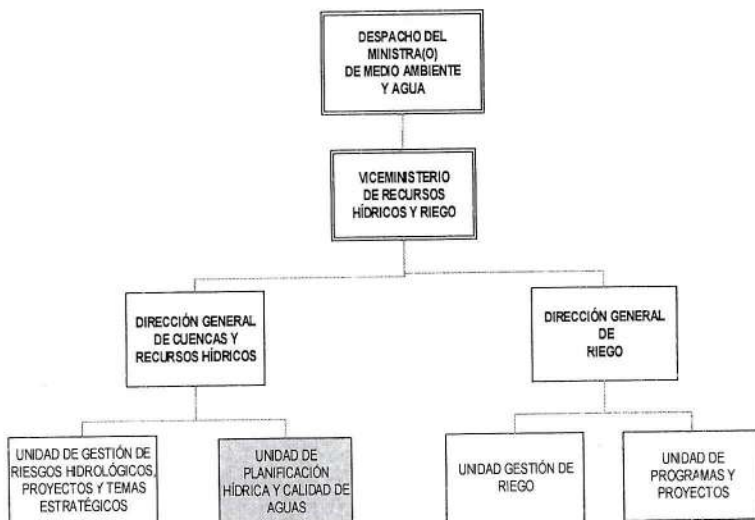 DESPACHO DEL
MINISTRA(O)
DE MEDIO AMBIENTE
Y AGUA
VICEMINISTERIO
DE RECURSOS
HÍDRICOS Y RIEGO
DIRECCIÓN GENERAL
DE CUENCAS Y
RECURSOS HÍDRICOS
DIRECCIÓN GENERAL
DE
RIEGO
UNIDAD DE GESTIÓN DE
RIESGOS HIDROLÓGICOS,
PROYECTOS Y TEMAS
ESTRATÉGICOS
UNIDAD DE
PLANIFICACIÓN
HÍDRICA Y CALIDAD DE
AGUAS
UNIDAD GESTIÓN DE
RIEGO
UNIDAD DE
PROGRAMAS Y
PROYECTOS